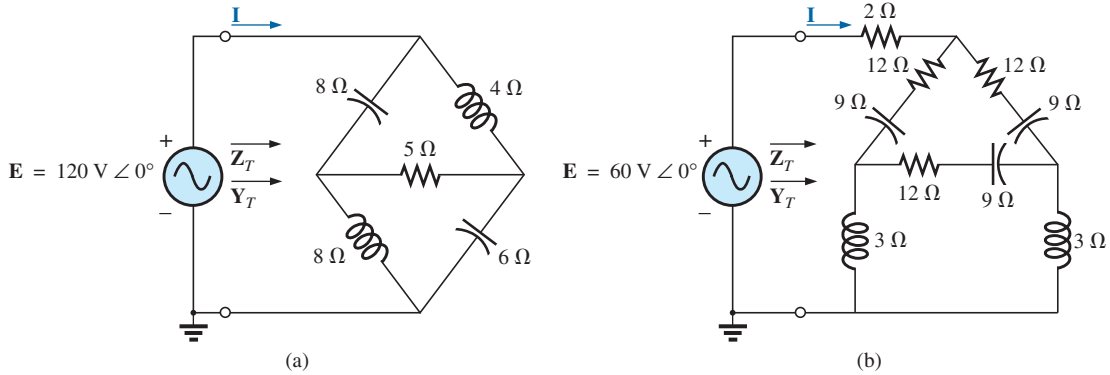 I
8 Ω
4 Ω
+
E = 120 V ∠ 0°
Z_T
Y_T
–
5 Ω
8 Ω
6 Ω
(a)
I
2 Ω
12 Ω
12 Ω
9 Ω
9 Ω
+
E = 60 V ∠ 0°
Z_T
Y_T
–
12 Ω
9 Ω
3 Ω
3 Ω
(b)